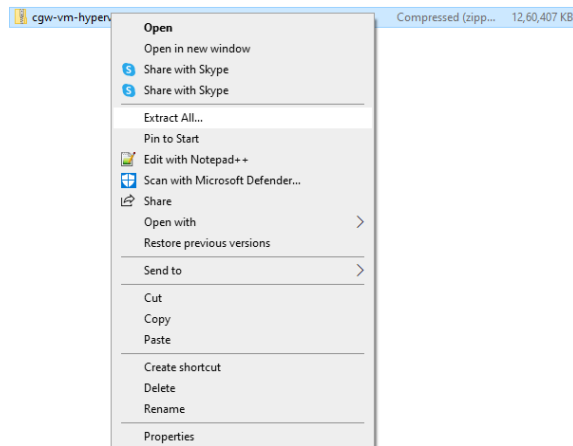 cgw-vm-hyperv Compressed (zipp... 12,60,407 KB
Open
Open in new window
Share with Skype
Share with Skype
Extract All...
Pin to Start
Edit with Notepad++
Scan with Microsoft Defender...
Share
Open with
Restore previous versions
Send to
Cut
Copy
Paste
Create shortcut
Delete
Rename
Properties